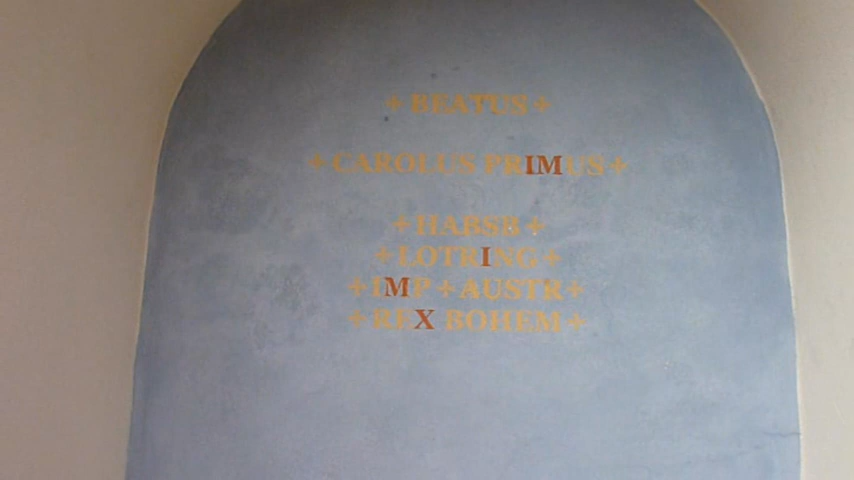 + BEATUS +
+ CAROLUS PRIMUS +
+ HABSB +
+ LOTRING +
+ IMP + AUSTR +
+ REX BOHEM +